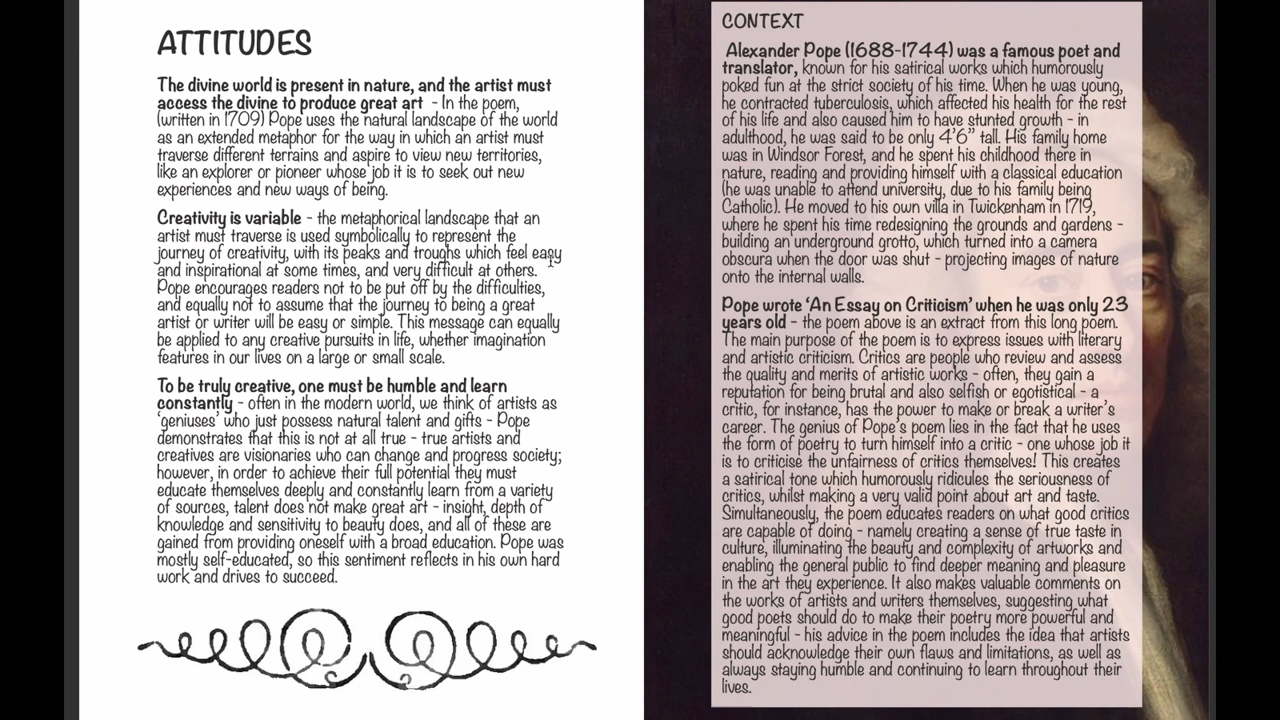 ATTITUDES
The divine world is present in nature, and the artist must
access the divine to produce great art - In the poem,
(written in 1709) Pope uses the natural landscape of the world
as an extended metaphor for the way in which an artist must
traverse different terrains and aspire to view new territories,
like an explorer or pioneer whose job it is to seek out new
experiences and new ways of being.
Creativity is variable - the metaphorical landscape that an
artist must traverse is used symbolically to represent the
journey of creativity, with its peaks and troughs which feel easy
and inspirational at some times, and very difficult at others.
Pope encourages readers not to be put off by the difficulties,
and equally not to assume that the journey to being a great
artist or writer will be easy or simple. This message can equally
be applied to any creative pursuits in life, whether imagination
features in our lives on a large or small scale.
To be truly creative, one must be humble and learn
constantly - often in the modern world, we think of artists as
'geniuses' who just possess natural talent and gifts - Pope
demonstrates that this is not at all true - true artists and
creatives are visionaries who can change and progress society;
however, in order to achieve their full potential they must
educate themselves deeply and constantly learn from a variety
of sources, talent does not make great art - insight, depth of
knowledge and sensitivity to beauty does, and all of these are
gained from providing oneself with a broad education. Pope was
mostly self-educated, so this sentiment reflects in his own hard
work and drives to succeed.
CONTEXT
Alexander Pope (1688-1744) was a famous poet and
translator, known for his satirical works which humorously
poked fun at the strict society of his time. When he was young,
he contracted tuberculosis, which affected his health for the rest
of his life and also caused him to have stunted growth - in
adulthood, he was said to be only 4'6" tall. His family home
was in Windsor Forest, and he spent his childhood there in
nature, reading and providing himself with a classical education
(he was unable to attend university, due to his family being
Catholic). He moved to his own villa in Twickenham in 1719,
where he spent his time redesigning the grounds and gardens -
building an underground grotto, which turned into a camera
obscura when the door was shut - projecting images of nature
onto the internal walls.
Pope wrote 'An Essay on Criticism' when he was only 23
years old - the poem above is an extract from this long poem.
The main purpose of the poem is to express issues with literary
and artistic criticism. Critics are people who review and assess
the quality and merits of artistic works - often, they gain a
reputation for being brutal and also selfish or egotistical - a
critic, for instance, has the power to make or break a writer's
career. The genius of Pope's poem lies in the fact that he uses
the form of poetry to turn himself into a critic - one whose job it
is to criticise the unfairness of critics themselves! This creates
a satirical tone which humorously ridicules the seriousness of
critics, whilst making a very valid point about art and taste.
Simultaneously, the poem educates readers on what good critics
are capable of doing - namely creating a sense of true taste in
culture, illuminating the beauty and complexity of artworks and
enabling the general public to find deeper meaning and pleasure
in the art they experience. It also makes valuable comments on
the works of artists and writers themselves, suggesting what
good poets should do to make their poetry more powerful and
meaningful - his advice in the poem includes the idea that artists
should acknowledge their own flaws and limitations, as well as
always staying humble and continuing to learn throughout their
lives.